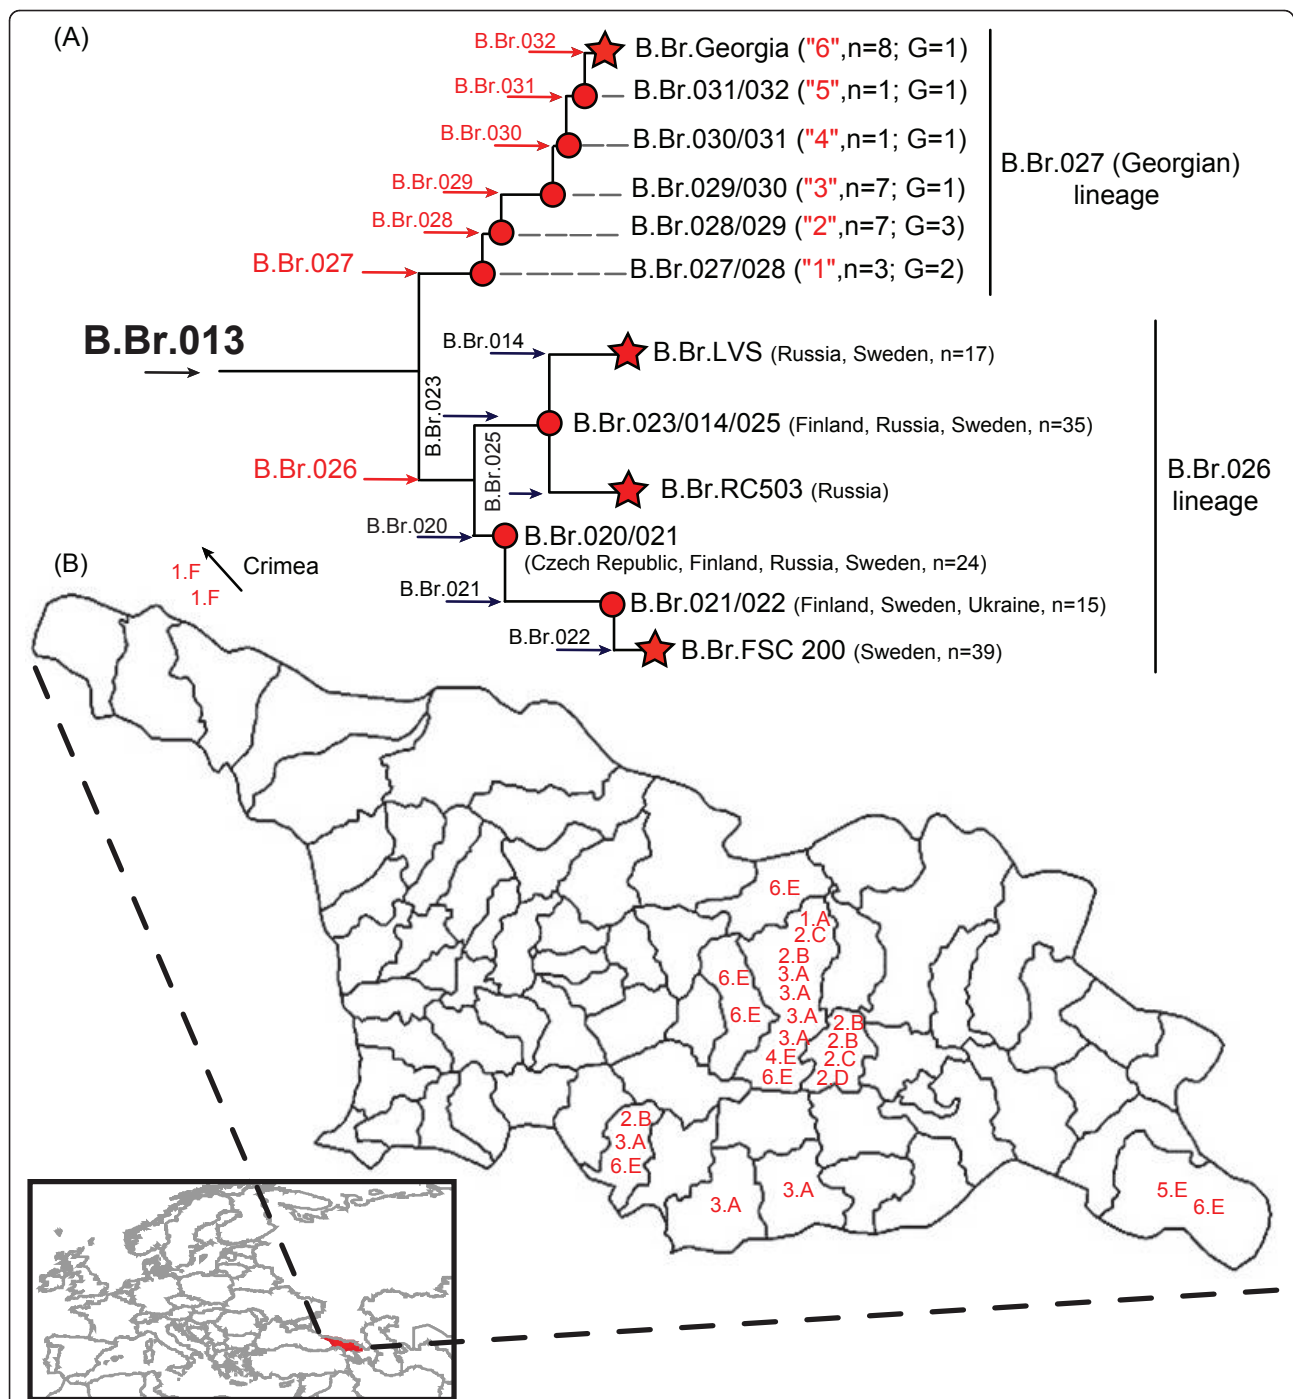 (A)
B.Br.032
B.Br.Georgia ("6",n=8; G=1)
B.Br.031
B.Br.031/032 ("5",n=1; G=1)
B.Br.030
B.Br.030/031 ("4",n=1; G=1)
B.Br.029
B.Br.029/030 ("3",n=7; G=1)
B.Br.028
B.Br.028/029 ("2",n=7; G=3)
B.Br.027
B.Br.027/028 ("1",n=3; G=2)
B.Br.027 (Georgian)
lineage
B.Br.013
B.Br.014
B.Br.LVS (Russia, Sweden, n=17)
B.Br.023
B.Br.023/014/025 (Finland, Russia, Sweden, n=35)
B.Br.026
B.Br.025
B.Br.RC503 (Russia)
B.Br.026
lineage
B.Br.020
B.Br.020/021
(Czech Republic, Finland, Russia, Sweden, n=24)
B.Br.021
B.Br.021/022 (Finland, Sweden, Ukraine, n=15)
B.Br.022
B.Br.FSC 200 (Sweden, n=39)
(B)
1.F
1.F
Crimea
6.E
1.A
2.C
2.B
3.A
3.A
3.A
3.A
4.E
6.E
6.E
6.E
2.B
2.B
2.C
2.D
2.B
3.A
6.E
3.A
3.A
5.E
6.E